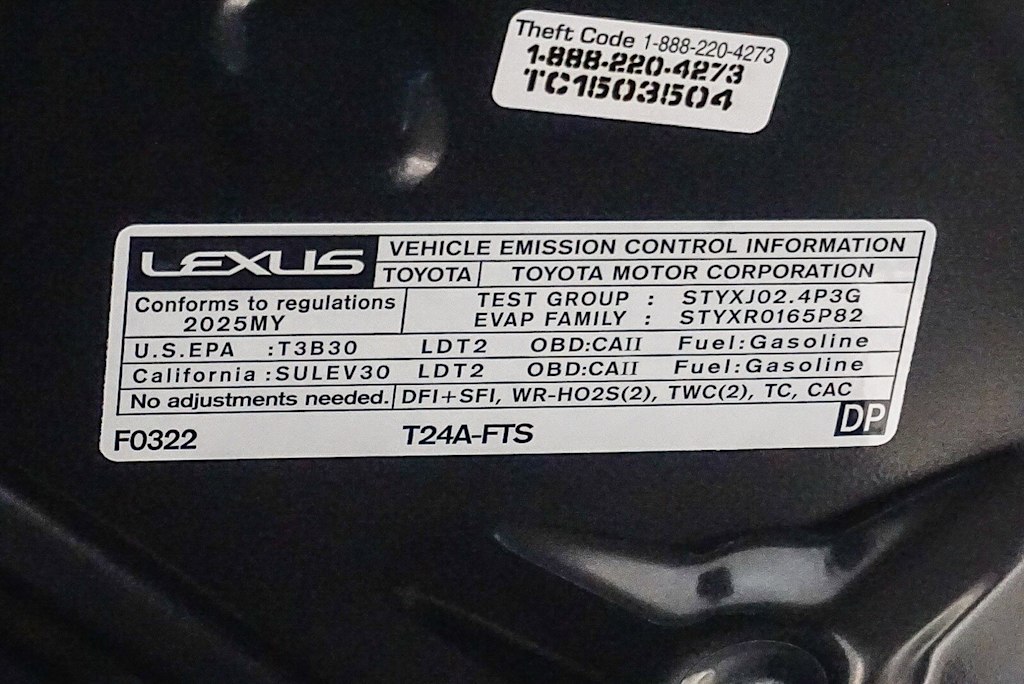 Theft Code 1-888-220-4273
1-888-220-4273
TC1503504
LEXUS VEHICLE EMISSION CONTROL INFORMATION
TOYOTA TOYOTA MOTOR CORPORATION
Conforms to regulations TEST GROUP : STYXJ02.4P3G
2025MY EVAP FAMILY : STYXR0165P82
U.S.EPA :T3B30 LDT2 OBD:CAII Fuel:Gasoline
California :SULEV30 LDT2 OBD:CAII Fuel:Gasoline
No adjustments needed. DFI+SFI, WR-HO2S(2), TWC(2), TC, CAC
F0322 T24A-FTS DP